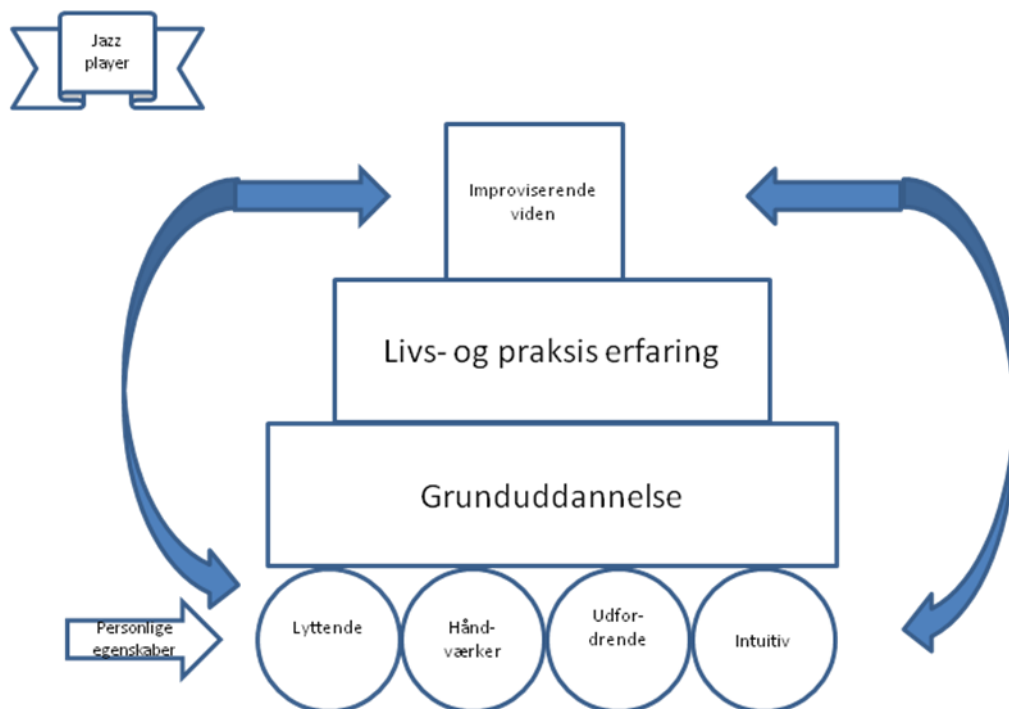 Jazz
player
Improviserende
viden
Livs- og praksis erfaring
Grunduddannelse
Personlige
egenskaber
Lyttende
Hånd-
værker
Udfor-
drende
Intuitiv